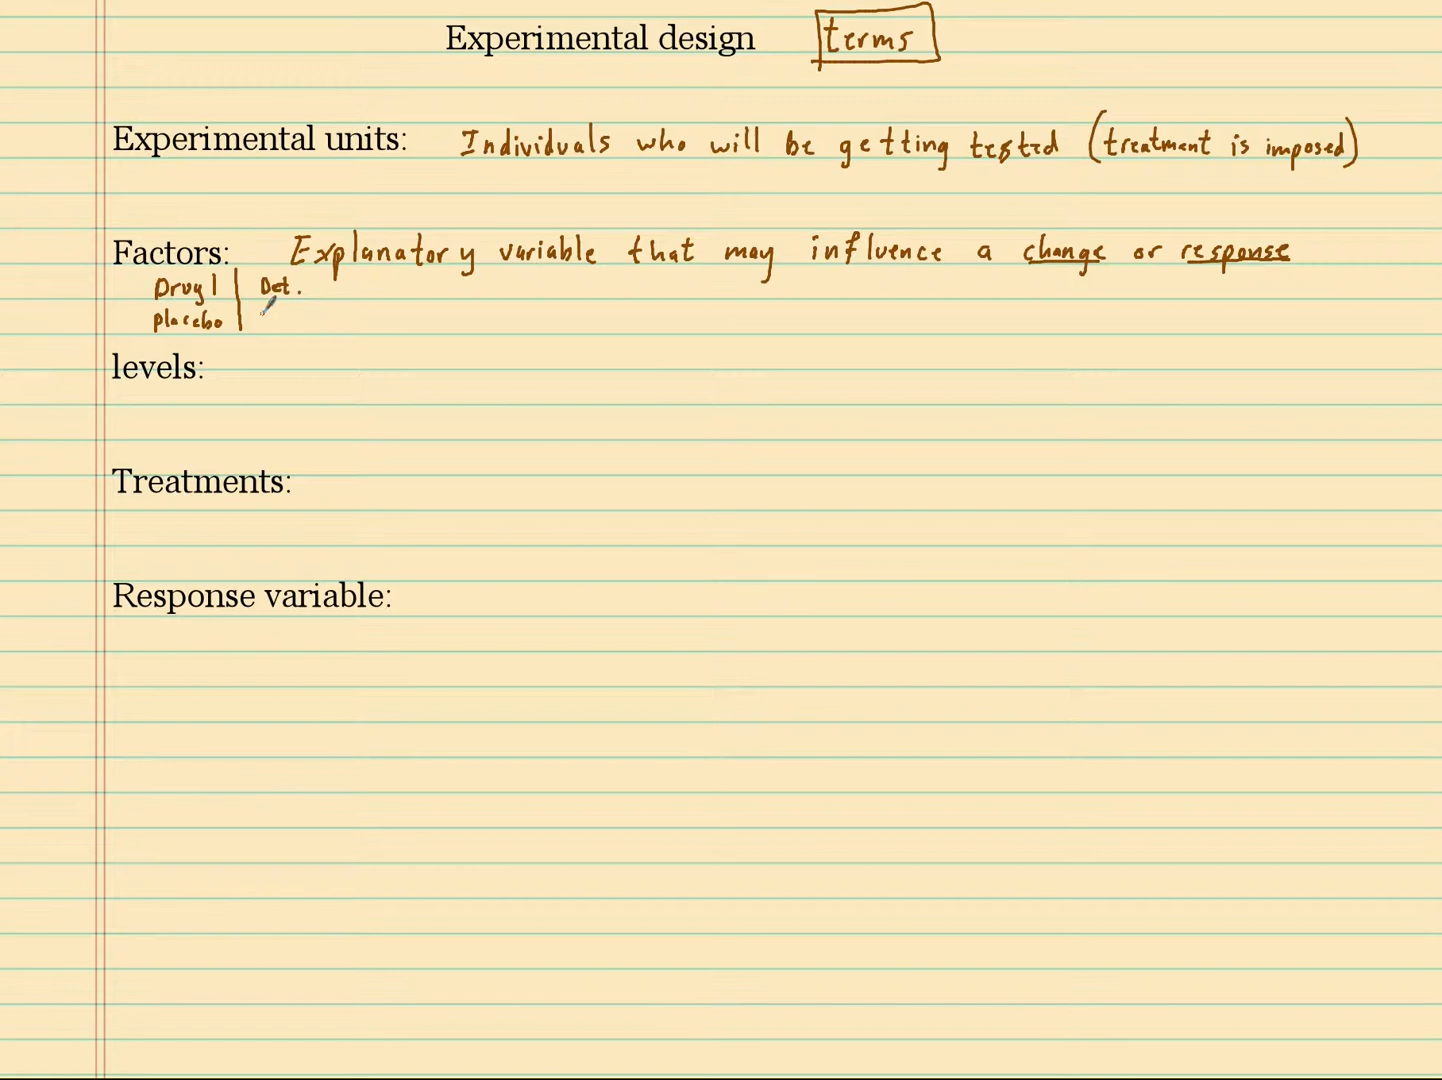 Experimental design terms
Experimental units: Individuals who will be getting tested (treatment is imposed)
Factors: Explanatory variable that may influence a change or response
Drug 1 | Det.
placebo |
levels:
Treatments:
Response variable: